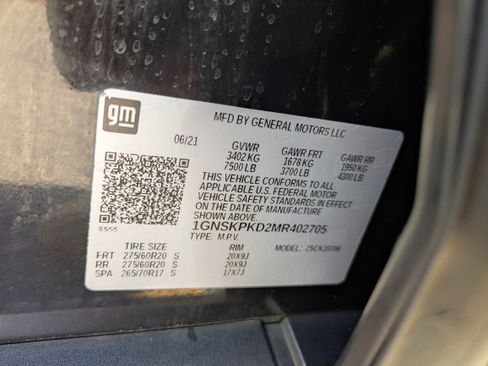 gm
MFD BY GENERAL MOTORS LLC
06/21 GVWR GAWR FRT GAWR RR
3402 KG 1678 KG 1950 KG
7500 LB 3700 LB 4300 LB
THIS VEHICLE CONFORMS TO ALL
APPLICABLE U.S. FEDERAL MOTOR
VEHICLE SAFETY STANDARDS IN EFFECT
ON THE DATE OF MANUFACTURE
SHOWN ABOVE.
1GNSKPKD2MR402705
TYPE: M.P.V. MODEL:
TIRE SIZE RIM
FRT 275/60R20 S 20X9J
RR 275/60R20 S 20X9J
SPA 265/70R17 S 17X7J